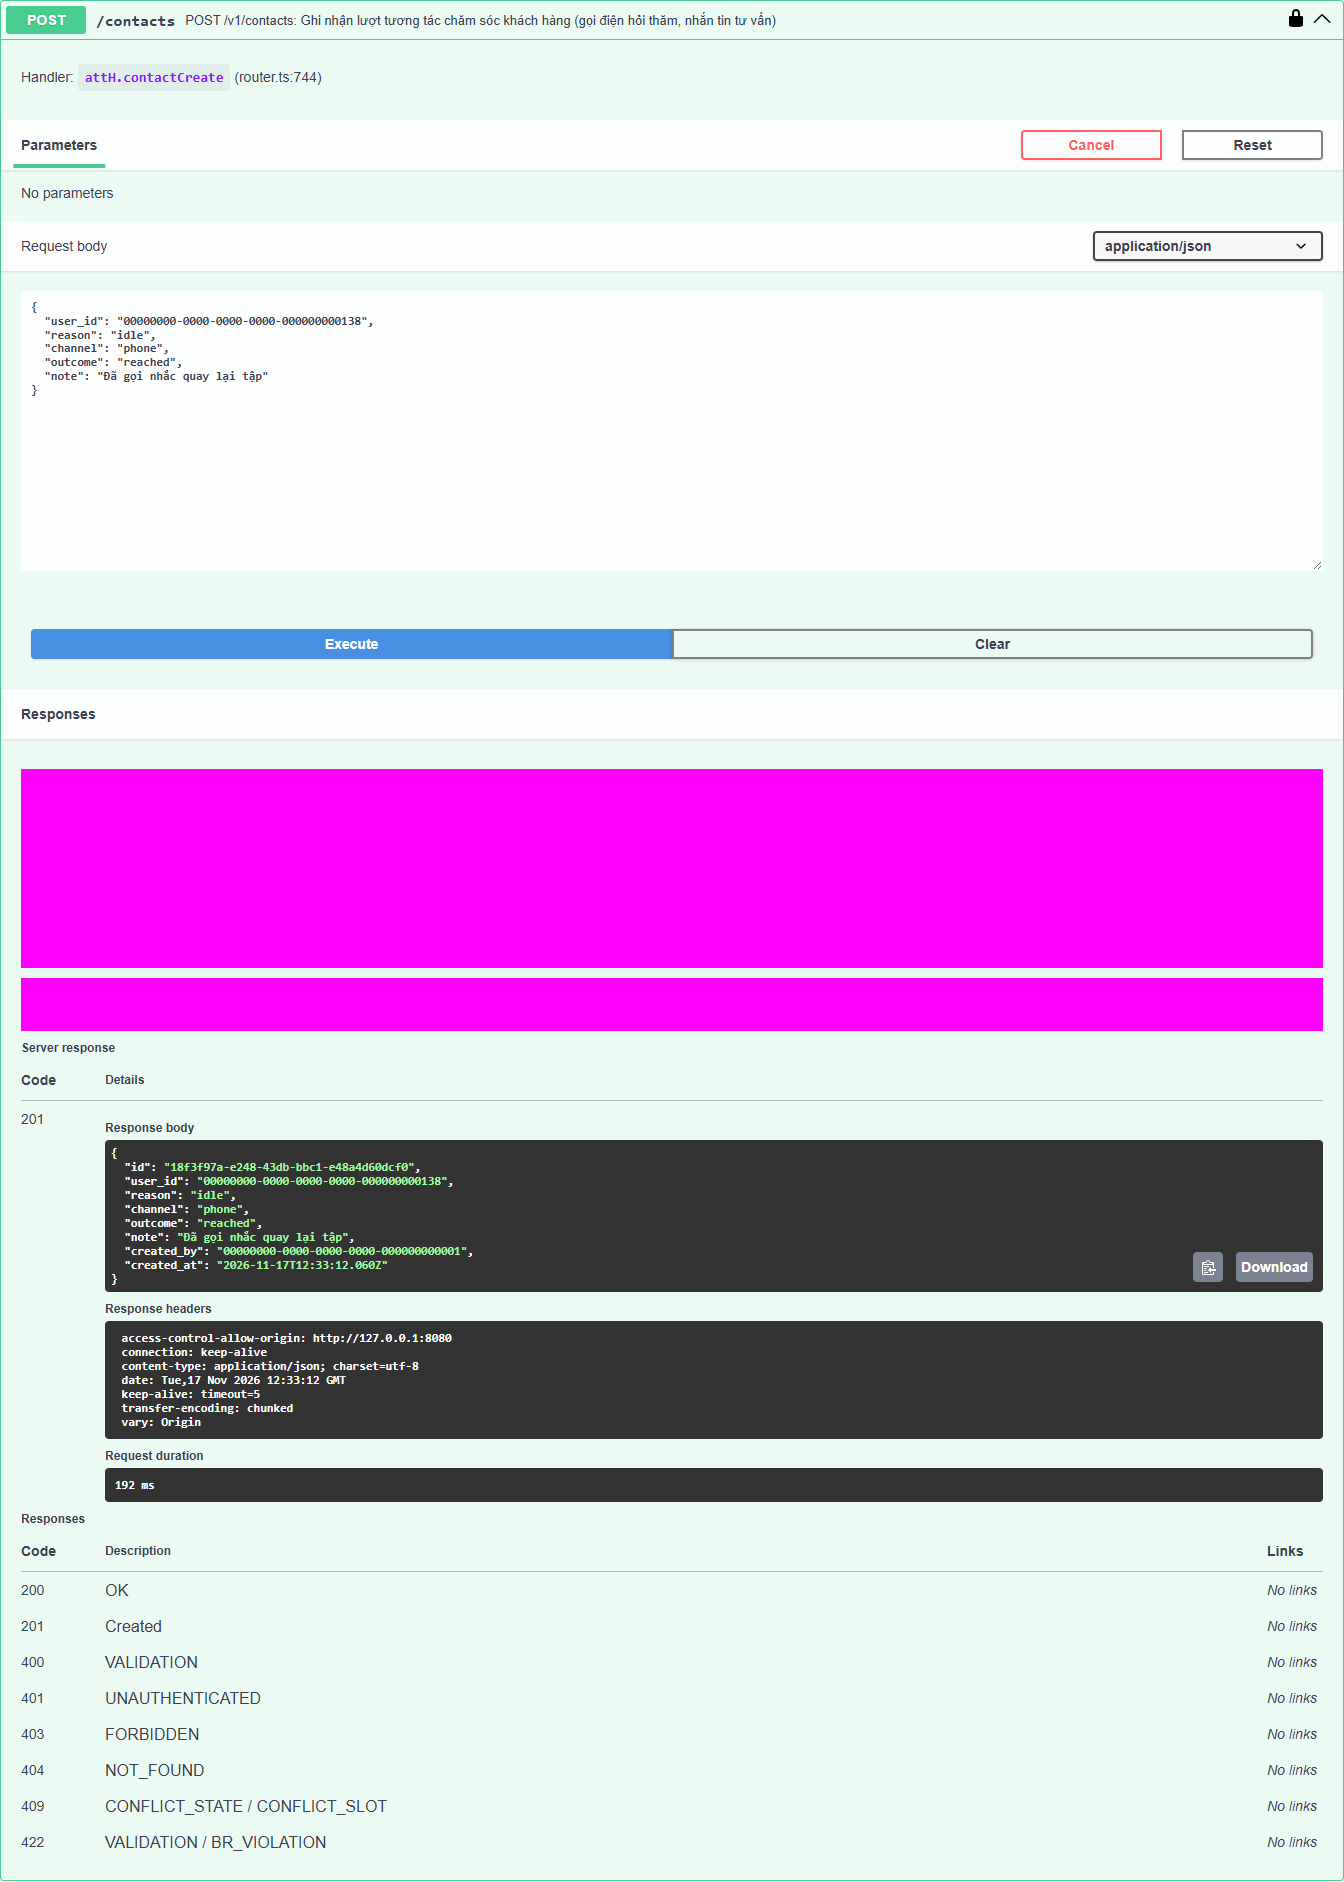 POST /contacts POST /v1/contacts: Ghi nhận lượt tương tác chăm sóc khách hàng (gọi điện hỏi thăm, nhắn tin tư vấn)
Handler: attH.contactCreate (router.ts:744)
Parameters
Cancel
Reset
No parameters
Request body
application/json
{
  "user_id": "00000000-0000-0000-0000-000000000138",
  "reason": "idle",
  "channel": "phone",
  "outcome": "reached",
  "note": "Đã gọi nhắc quay lại tập"
}
Execute
Clear
Responses
Server response
Code Details
201
Response body
{
  "id": "18f3f97a-e248-43db-bbc1-e48a4d60dcf0",
  "user_id": "00000000-0000-0000-0000-000000000138",
  "reason": "idle",
  "channel": "phone",
  "outcome": "reached",
  "note": "Đã gọi nhắc quay lại tập",
  "created_by": "00000000-0000-0000-0000-000000000001",
  "created_at": "2026-11-17T12:33:12.060Z"
}
Download
Response headers
access-control-allow-origin: http://127.0.0.1:8080
connection: keep-alive
content-type: application/json; charset=utf-8
date: Tue,17 Nov 2026 12:33:12 GMT
keep-alive: timeout=5
transfer-encoding: chunked
vary: Origin
Request duration
192 ms
Responses
Code Description Links
200 OK No links
201 Created No links
400 VALIDATION No links
401 UNAUTHENTICATED No links
403 FORBIDDEN No links
404 NOT_FOUND No links
409 CONFLICT_STATE / CONFLICT_SLOT No links
422 VALIDATION / BR_VIOLATION No links